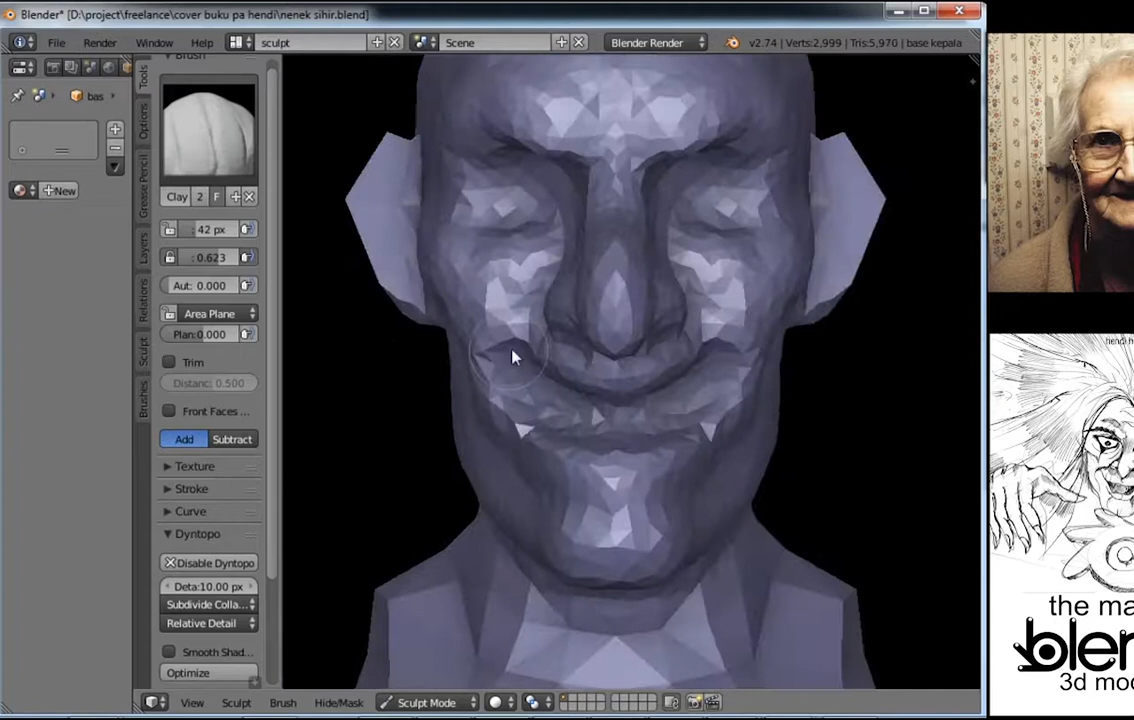 Blender* [D:\project\freelance\cover buku pa hendi\nenek sihir.blend]
File Render Window Help sculpt Scene Blender Render v2.74 | Verts:2,999 | Tris:5,970 | base kepala
bas
New
Brush
Tools
Options
Grease Pencil
Layers
Relations
Sculpt
Brushes
Clay 2 F
: 42 px
: 0.623
Aut: 0.000
Area Plane
Plan:0.000
Trim
Distanc: 0.500
Front Faces ...
Add Subtract
Texture
Stroke
Curve
Dyntopo
Disable Dyntopo
Deta:10.00 px
Subdivide Colla...
Relative Detail
Smooth Shad...
Optimize
View Sculpt Brush Hide/Mask Sculpt Mode
hendi h
the ma
blen
3d mod